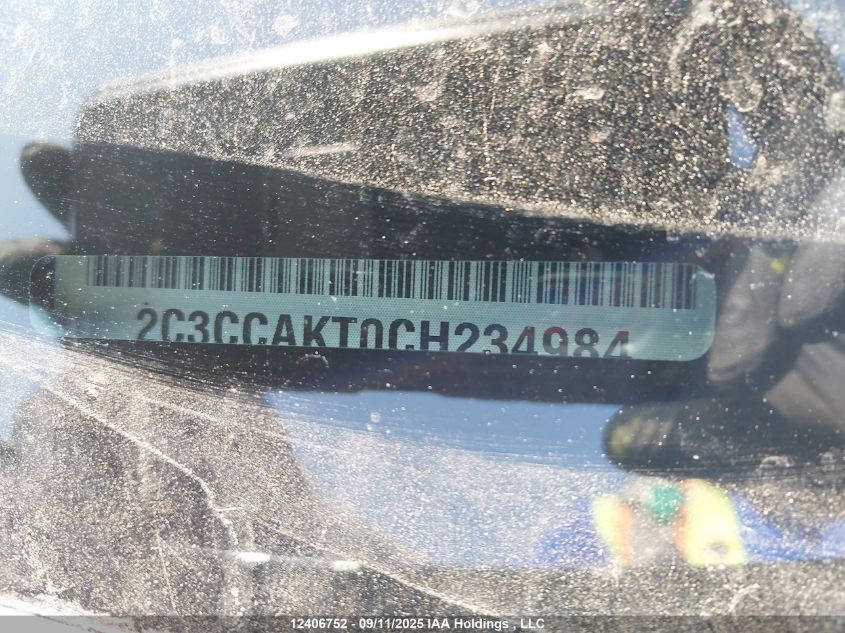 2C3CCAKT0CH234984
12406752 - 09/11/2025 IAA Holdings , LLC